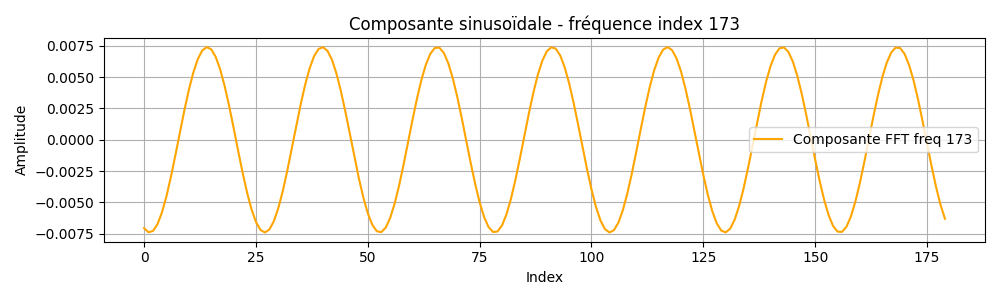 Composante sinusoïdale - fréquence index 173
0.0075
0.0050
0.0025
0.0000
−0.0025
−0.0050
−0.0075
Amplitude
Composante FFT freq 173
0 25 50 75 100 125 150 175
Index